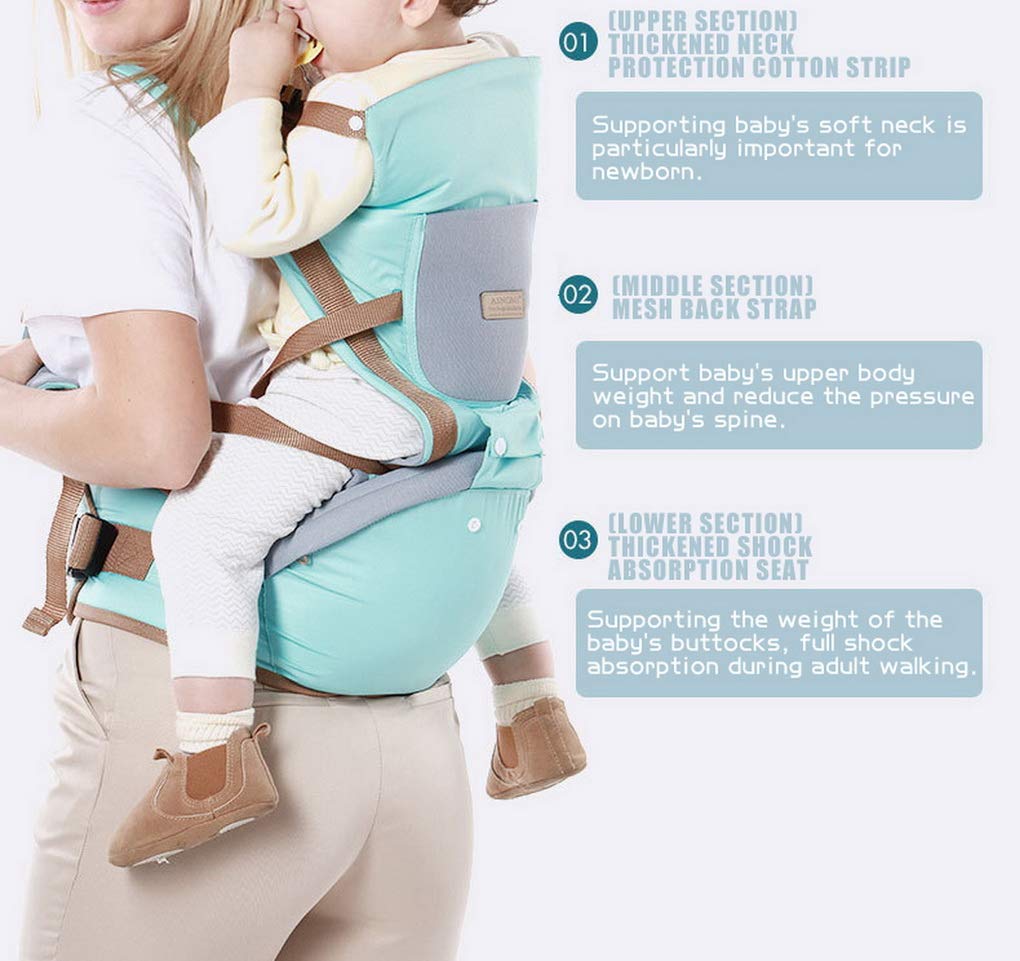 01
(UPPER SECTION)
THICKENED NECK
PROTECTION COTTON STRIP
Supporting baby's soft neck is
particularly important for
newborn.
02
(MIDDLE SECTION)
MESH BACK STRAP
Support baby's upper body
weight and reduce the pressure
on baby's spine.
03
(LOWER SECTION)
THICKENED SHOCK
ABSORPTION SEAT
Supporting the weight of the
baby's buttocks, full shock
absorption during adult walking.